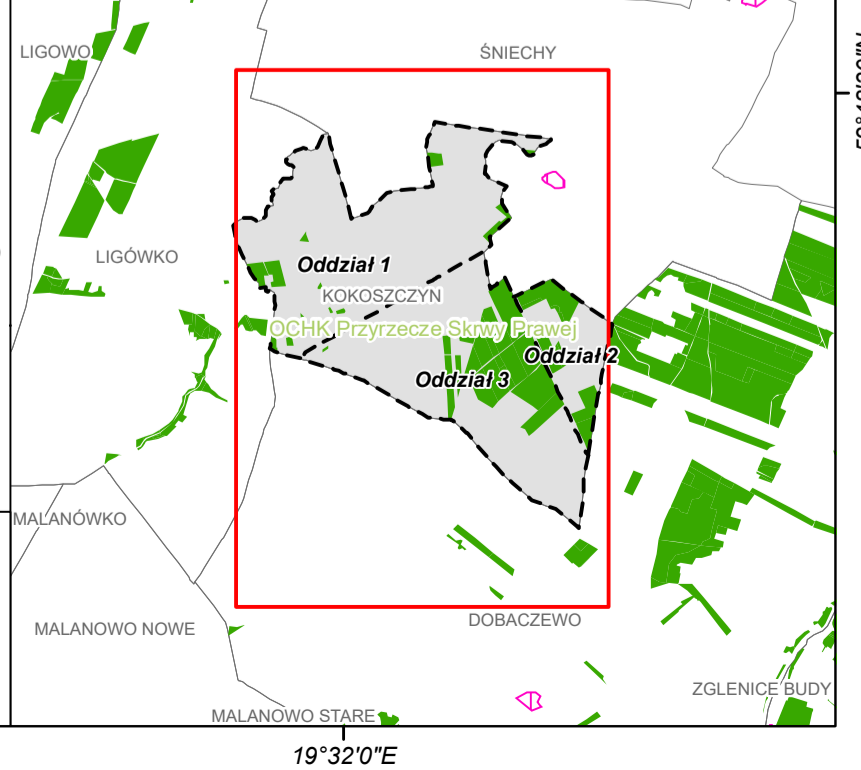 LIGOWO
ŚNIECHY
LIGÓWKO
Oddział 1
KOKOSZCZYN
OCHK Przyrzecze Skrwy Prawej
Oddział 2
Oddział 3
MALANÓWKO
MALANOWO NOWE
DOBACZEWO
ZGLENICE BUDY
MALANOWO STARE
19°32'0"E